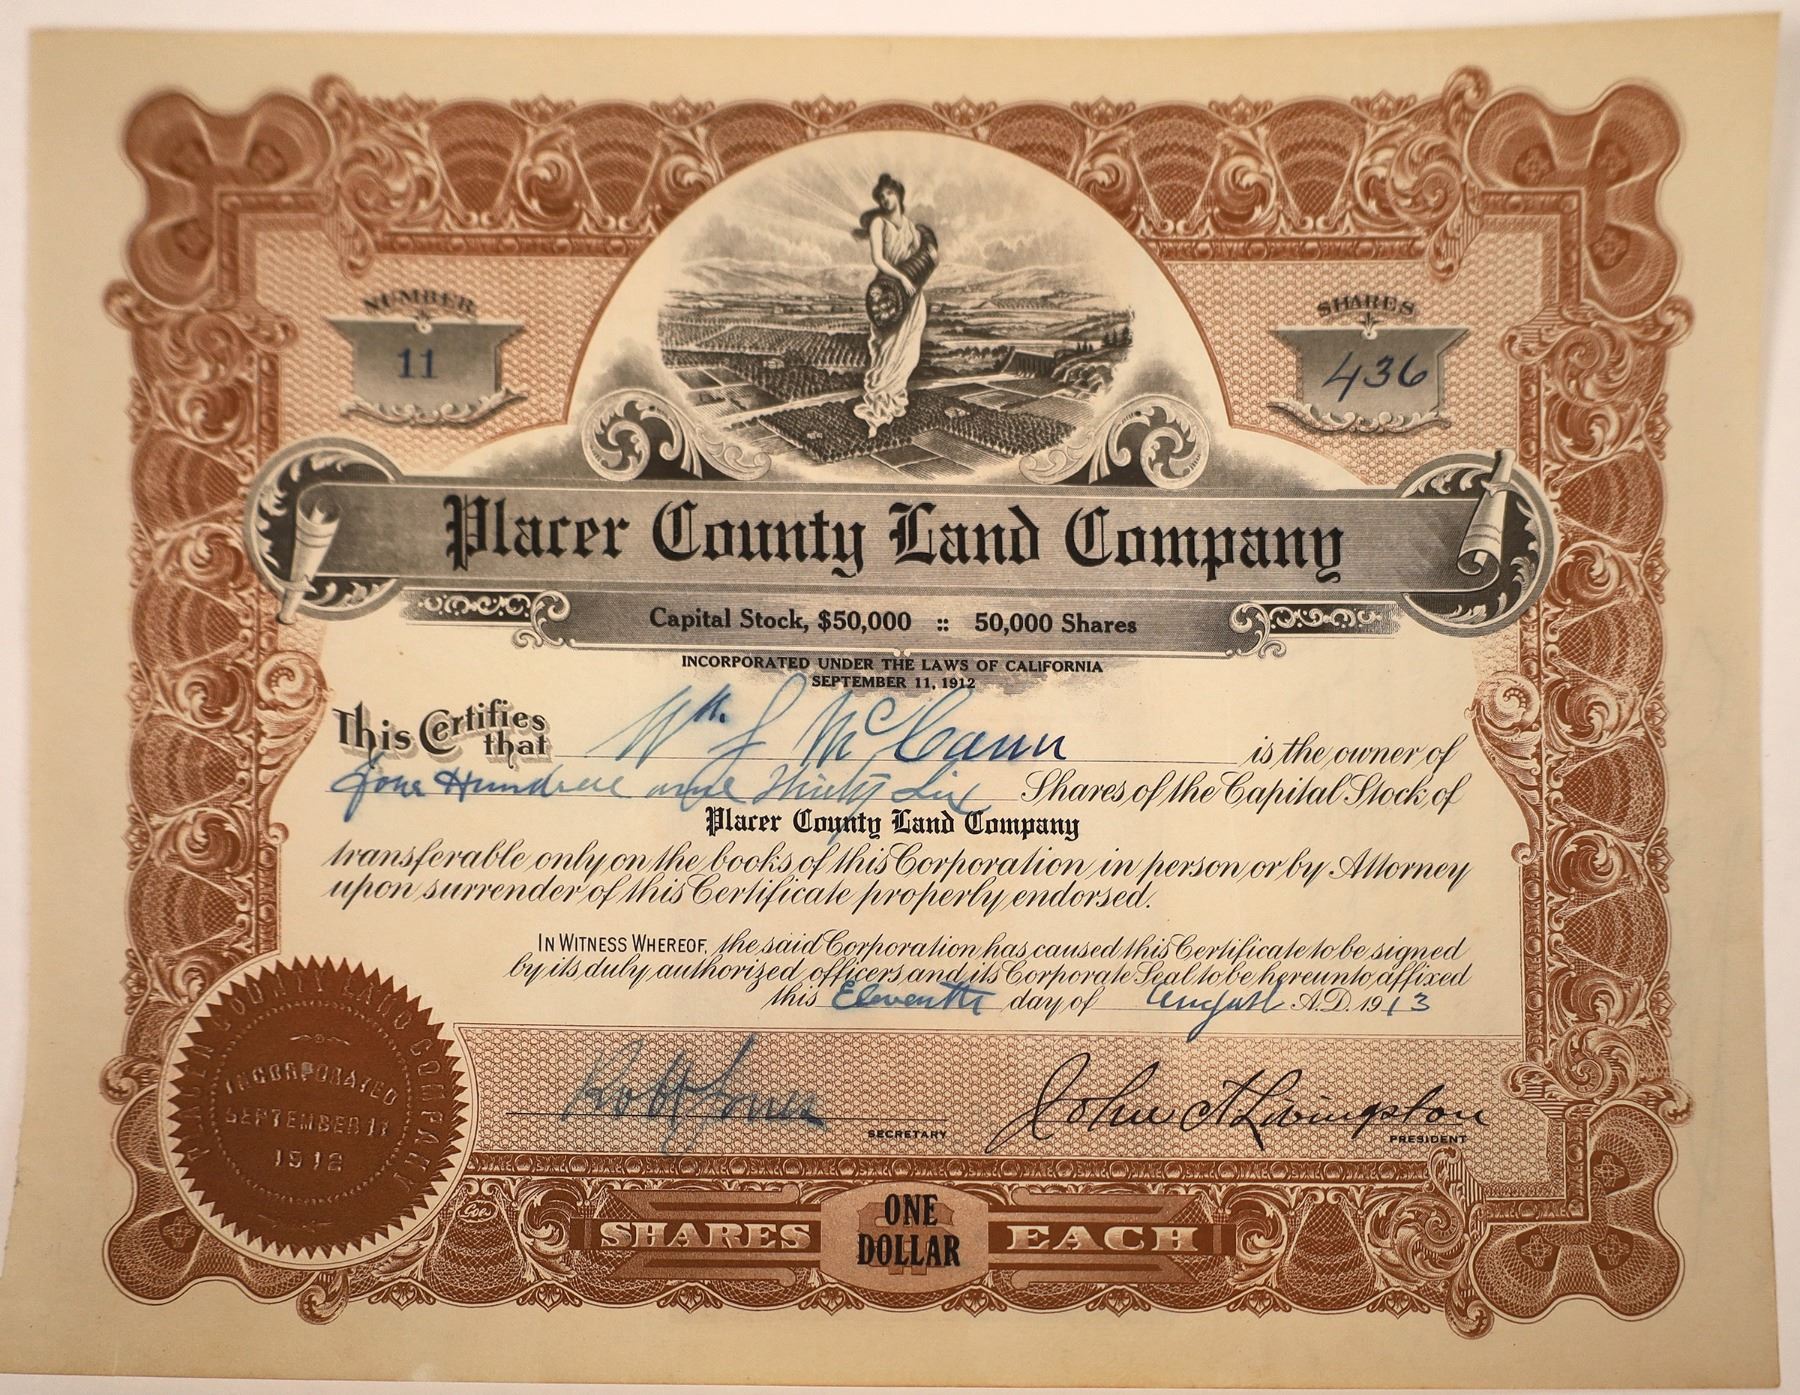 NUMBER
11
SHARES
436
Placer County Land Company
Capital Stock, $50,000 :: 50,000 Shares
INCORPORATED UNDER THE LAWS OF CALIFORNIA
SEPTEMBER 11, 1912
This Certifies that Wm J McCann is the owner of
Four Hundred and Thirty Six Shares of the Capital Stock of
Placer County Land Company
transferable only on the books of this Corporation in person or by Attorney
upon surrender of this Certificate properly endorsed.
IN WITNESS WHEREOF, the said Corporation has caused this Certificate to be signed
by its duly authorized officers and its Corporate Seal to be hereunto affixed
this Eleventh day of August A.D. 1913
PLACER COUNTY LAND COMPANY
INCORPORATED
SEPTEMBER 11
1912
Robt Jones
SECRETARY
John A Livingston
PRESIDENT
Goes
SHARES ONE DOLLAR EACH